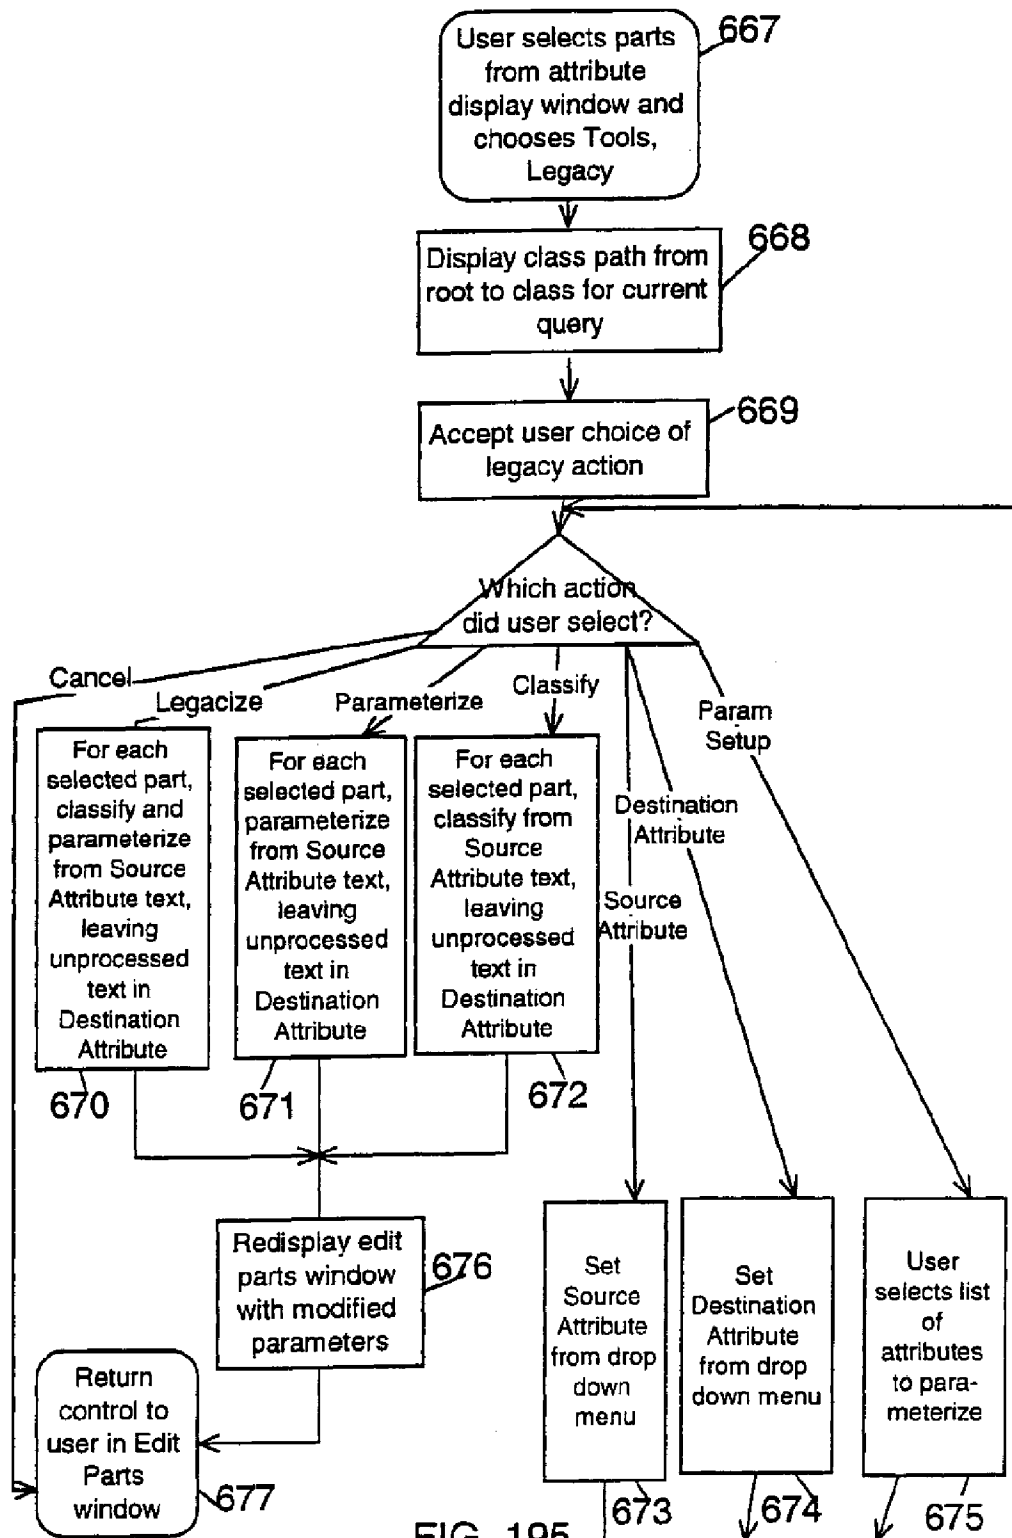 User selects parts
from attribute
display window and
chooses Tools,
Legacy
667
Display class path from
root to class for current
query
668
Accept user choice of
legacy action
669
Which action
did user select?
Cancel
Legacize
Parameterize
Classify
Param
Setup
Destination
Attribute
Source
Attribute
For each
selected part,
classify and
parameterize
from Source
Attribute text,
leaving
unprocessed
text in
Destination
Attribute
670
For each
selected part,
parameterize
from Source
Attribute text,
leaving
unprocessed
text in
Destination
Attribute
671
For each
selected part,
classify from
Source
Attribute text,
leaving
unprocessed
text in
Destination
Attribute
672
Redisplay edit
parts window
with modified
parameters
676
Set
Source
Attribute
from drop
down
menu
673
Set
Destination
Attribute
from drop
down menu
674
User
selects list
of
attributes
to para-
meterize
675
Return
control to
user in Edit
Parts
window
677
FIG. 195